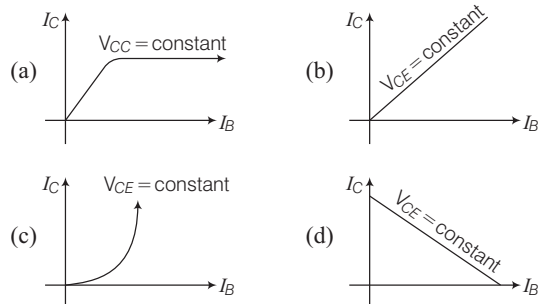 I_C
V_CC = constant
(a)
I_B
I_C
V_CE = constant
(b)
I_B
I_C
V_CE = constant
(c)
I_B
I_C
V_CE = constant
(d)
I_B